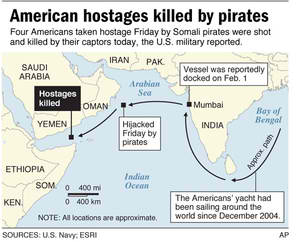 American hostages killed by pirates
Four Americans taken hostage Friday by Somali pirates were shot
and killed by their captors today, the U.S. military reported.
IRAN
PAK.
Vessel was reportedly
docked on Feb. 1
SAUDI
ARABIA
Arabian
Sea
Hostages
killed
OMAN
Mumbai
YEMEN
INDIA
Bay of
Bengal
Hijacked
Friday by
pirates
Approx. path
ETHIOPIA
SOM.
KEN.
0 400 mi
0 400 km
Indian
Ocean
The Americans' yacht had
been sailing around the
world since December 2004.
NOTE: All locations are approximate.
SOURCES: U.S. Navy; ESRI
AP